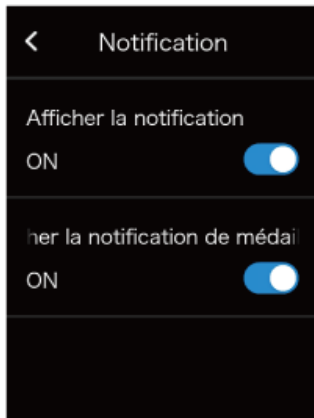 Notification
Afficher la notification
ON
her la notification de médai
ON